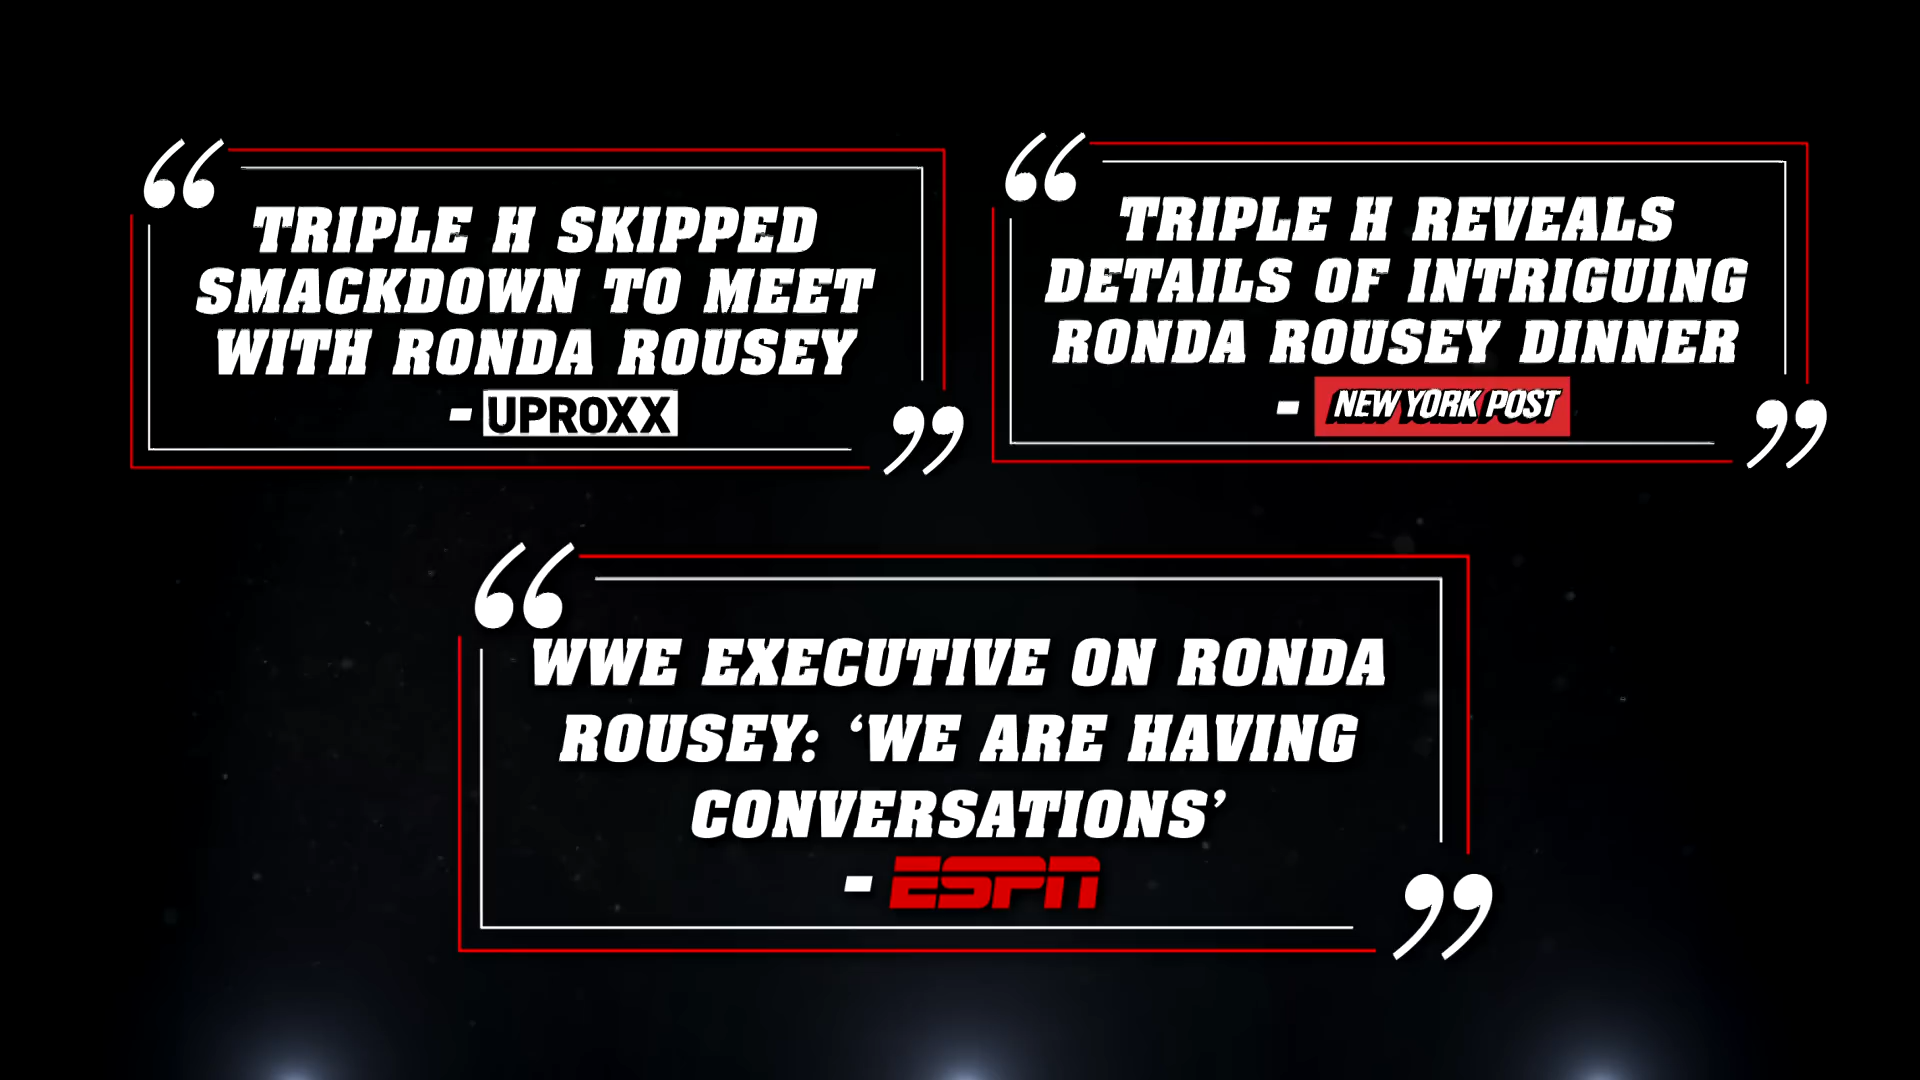 “
TRIPLE H SKIPPED
SMACKDOWN TO MEET
WITH RONDA ROUSEY
- UPROXX
”
“
TRIPLE H REVEALS
DETAILS OF INTRIGUING
RONDA ROUSEY DINNER
- NEW YORK POST
”
“
WWE EXECUTIVE ON RONDA
ROUSEY: ‘WE ARE HAVING
CONVERSATIONS’
- ESPN
”